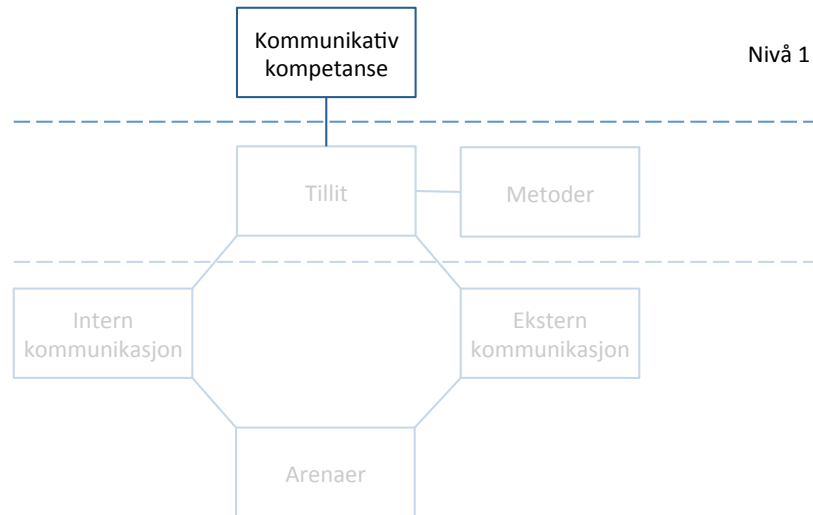 Kommunikativ
kompetanse
Nivå 1
Tillit
Metoder
Intern
kommunikasjon
Ekstern
kommunikasjon
Arenaer